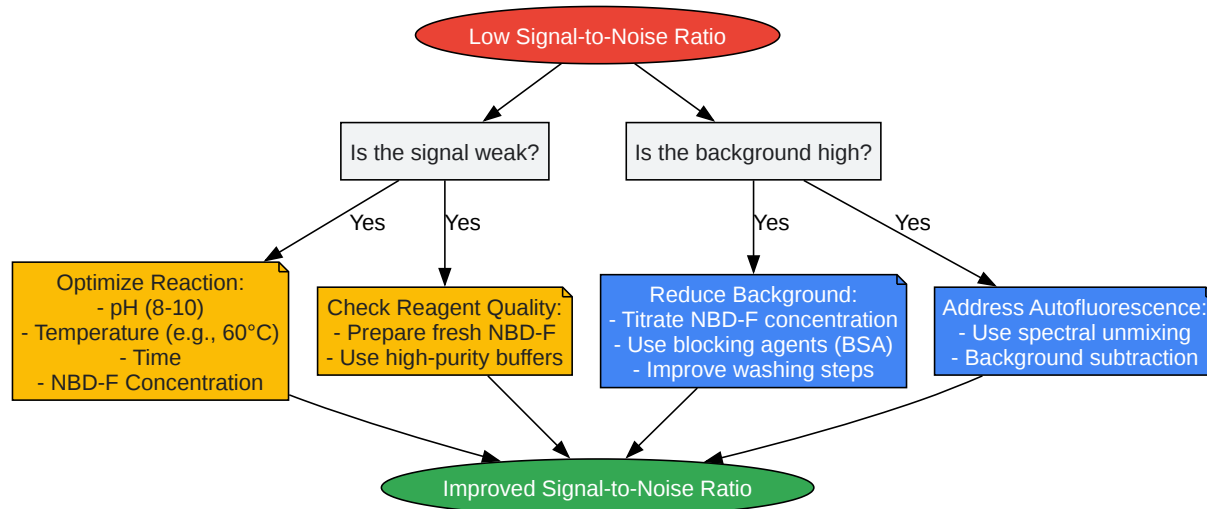 Low Signal-to-Noise Ratio
Is the signal weak?
Is the background high?
Yes
Yes
Yes
Yes
Optimize Reaction:
- pH (8-10)
- Temperature (e.g., 60°C)
- Time
- NBD-F Concentration
Check Reagent Quality:
- Prepare fresh NBD-F
- Use high-purity buffers
Reduce Background:
- Titrate NBD-F concentration
- Use blocking agents (BSA)
- Improve washing steps
Address Autofluorescence:
- Use spectral unmixing
- Background subtraction
Improved Signal-to-Noise Ratio